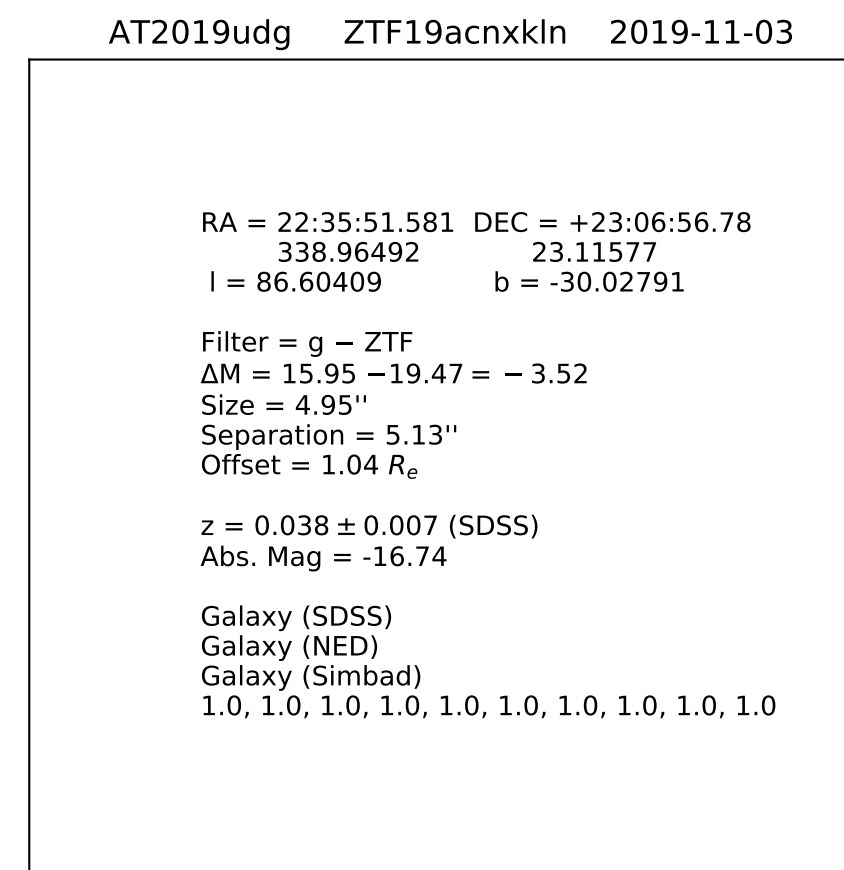 AT2019udg ZTF19acnxkln 2019-11-03
RA = 22:35:51.581 DEC = +23:06:56.78
338.96492 23.11577
l = 86.60409 b = -30.02791
Filter = g − ZTF
ΔM = 15.95 −19.47 = − 3.52
Size = 4.95''
Separation = 5.13''
Offset = 1.04 Rₑ
z = 0.038 ± 0.007 (SDSS)
Abs. Mag = -16.74
Galaxy (SDSS)
Galaxy (NED)
Galaxy (Simbad)
1.0, 1.0, 1.0, 1.0, 1.0, 1.0, 1.0, 1.0, 1.0, 1.0